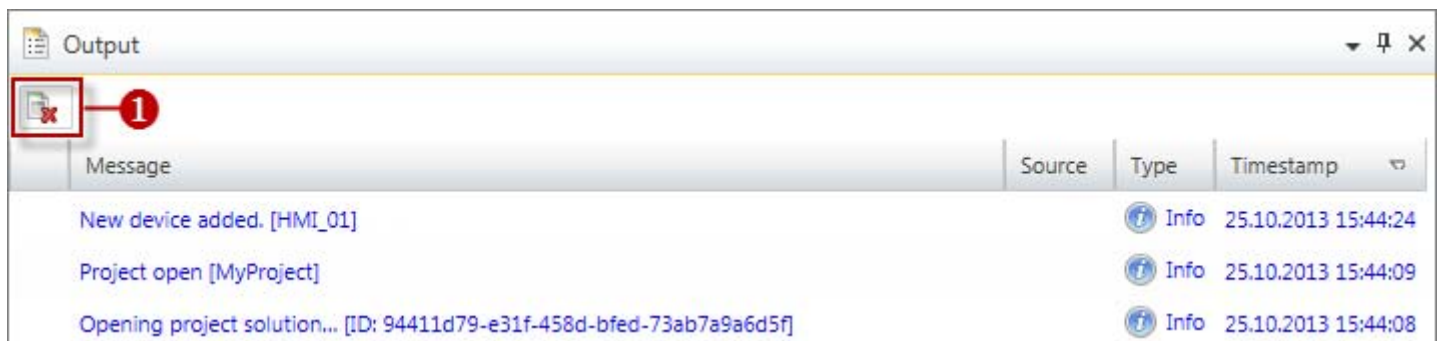 Output
1
Message Source Type Timestamp
New device added. [HMI_01] Info 25.10.2013 15:44:24
Project open [MyProject] Info 25.10.2013 15:44:09
Opening project solution... [ID: 94411d79-e31f-458d-bfed-73ab7a9a6d5f] Info 25.10.2013 15:44:08